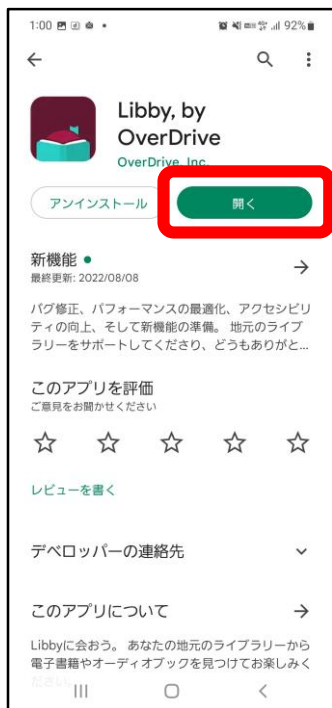 1:00 92%
Libby, by
OverDrive
OverDrive, Inc.
アンインストール 開く
新機能
最終更新: 2022/08/08
バグ修正、パフォーマンスの最適化、アクセシビリ
ティの向上、そして新機能の準備。 地元のライブ
ラリーをサポートしてくださり、どうもありがと...
このアプリを評価
ご意見をお聞かせください
レビューを書く
デベロッパーの連絡先
このアプリについて
Libbyに会おう。 あなたの地元のライブラリーから
電子書籍やオーディオブックを見つけてお楽しみく
ださい。